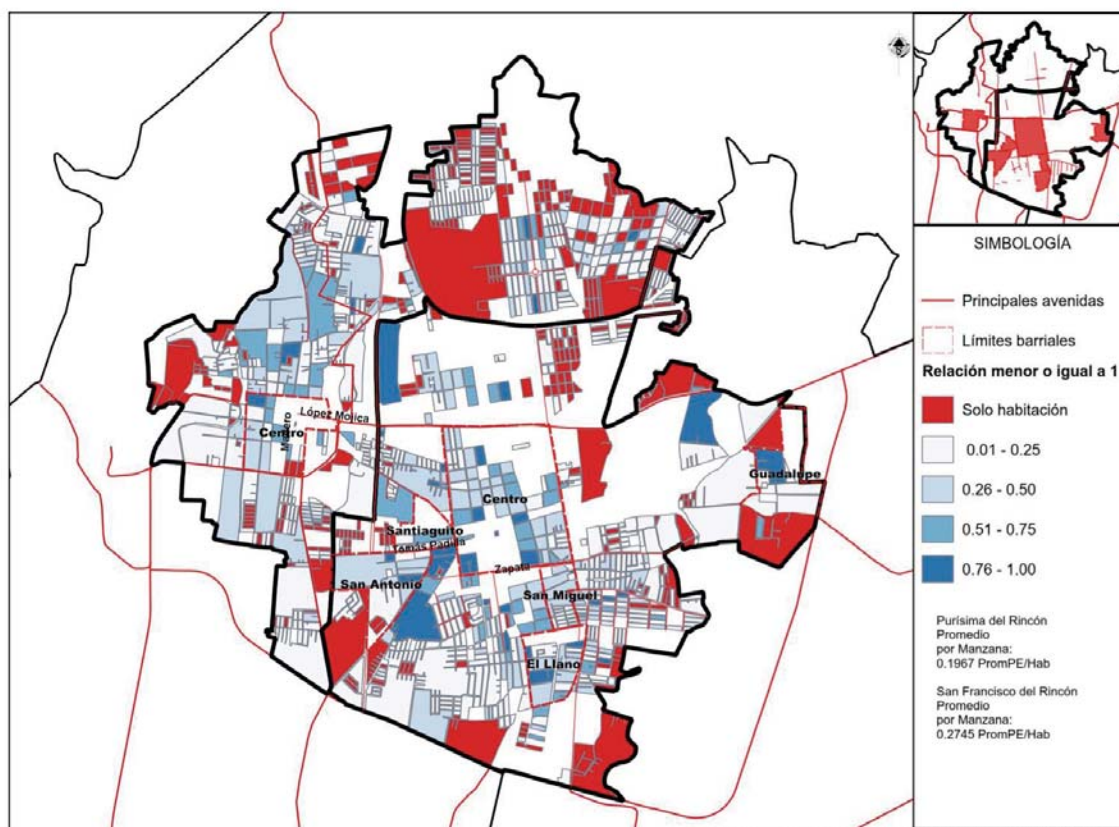 SIMBOLOGÍA
Principales avenidas
Límites barriales
Relación menor o igual a 1
Solo habitación
0.01 - 0.25
0.26 - 0.50
0.51 - 0.75
0.76 - 1.00
Purísima del Rincón
Promedio
por Manzana:
0.1967 PromPE/Hab
San Francisco del Rincón
Promedio
por Manzana:
0.2745 PromPE/Hab
López Mojica
Madero
Centro
Centro
Guadalupe
Santiaguito
Tomás Padilla
Zapata
San Antonio
San Miguel
El Llano